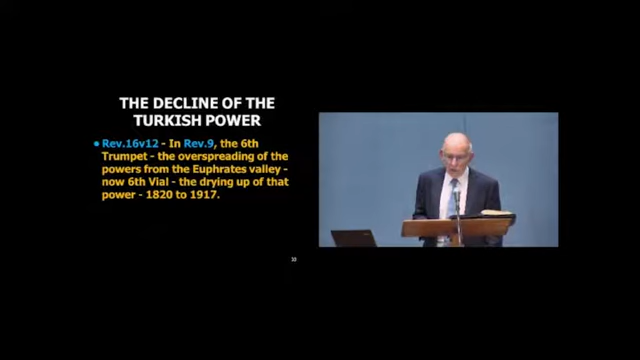 THE DECLINE OF THE
TURKISH POWER
• Rev.16v12 - In Rev.9, the 6th
Trumpet - the overspreading of the
powers from the Euphrates valley -
now 6th Vial - the drying up of that
power - 1820 to 1917.